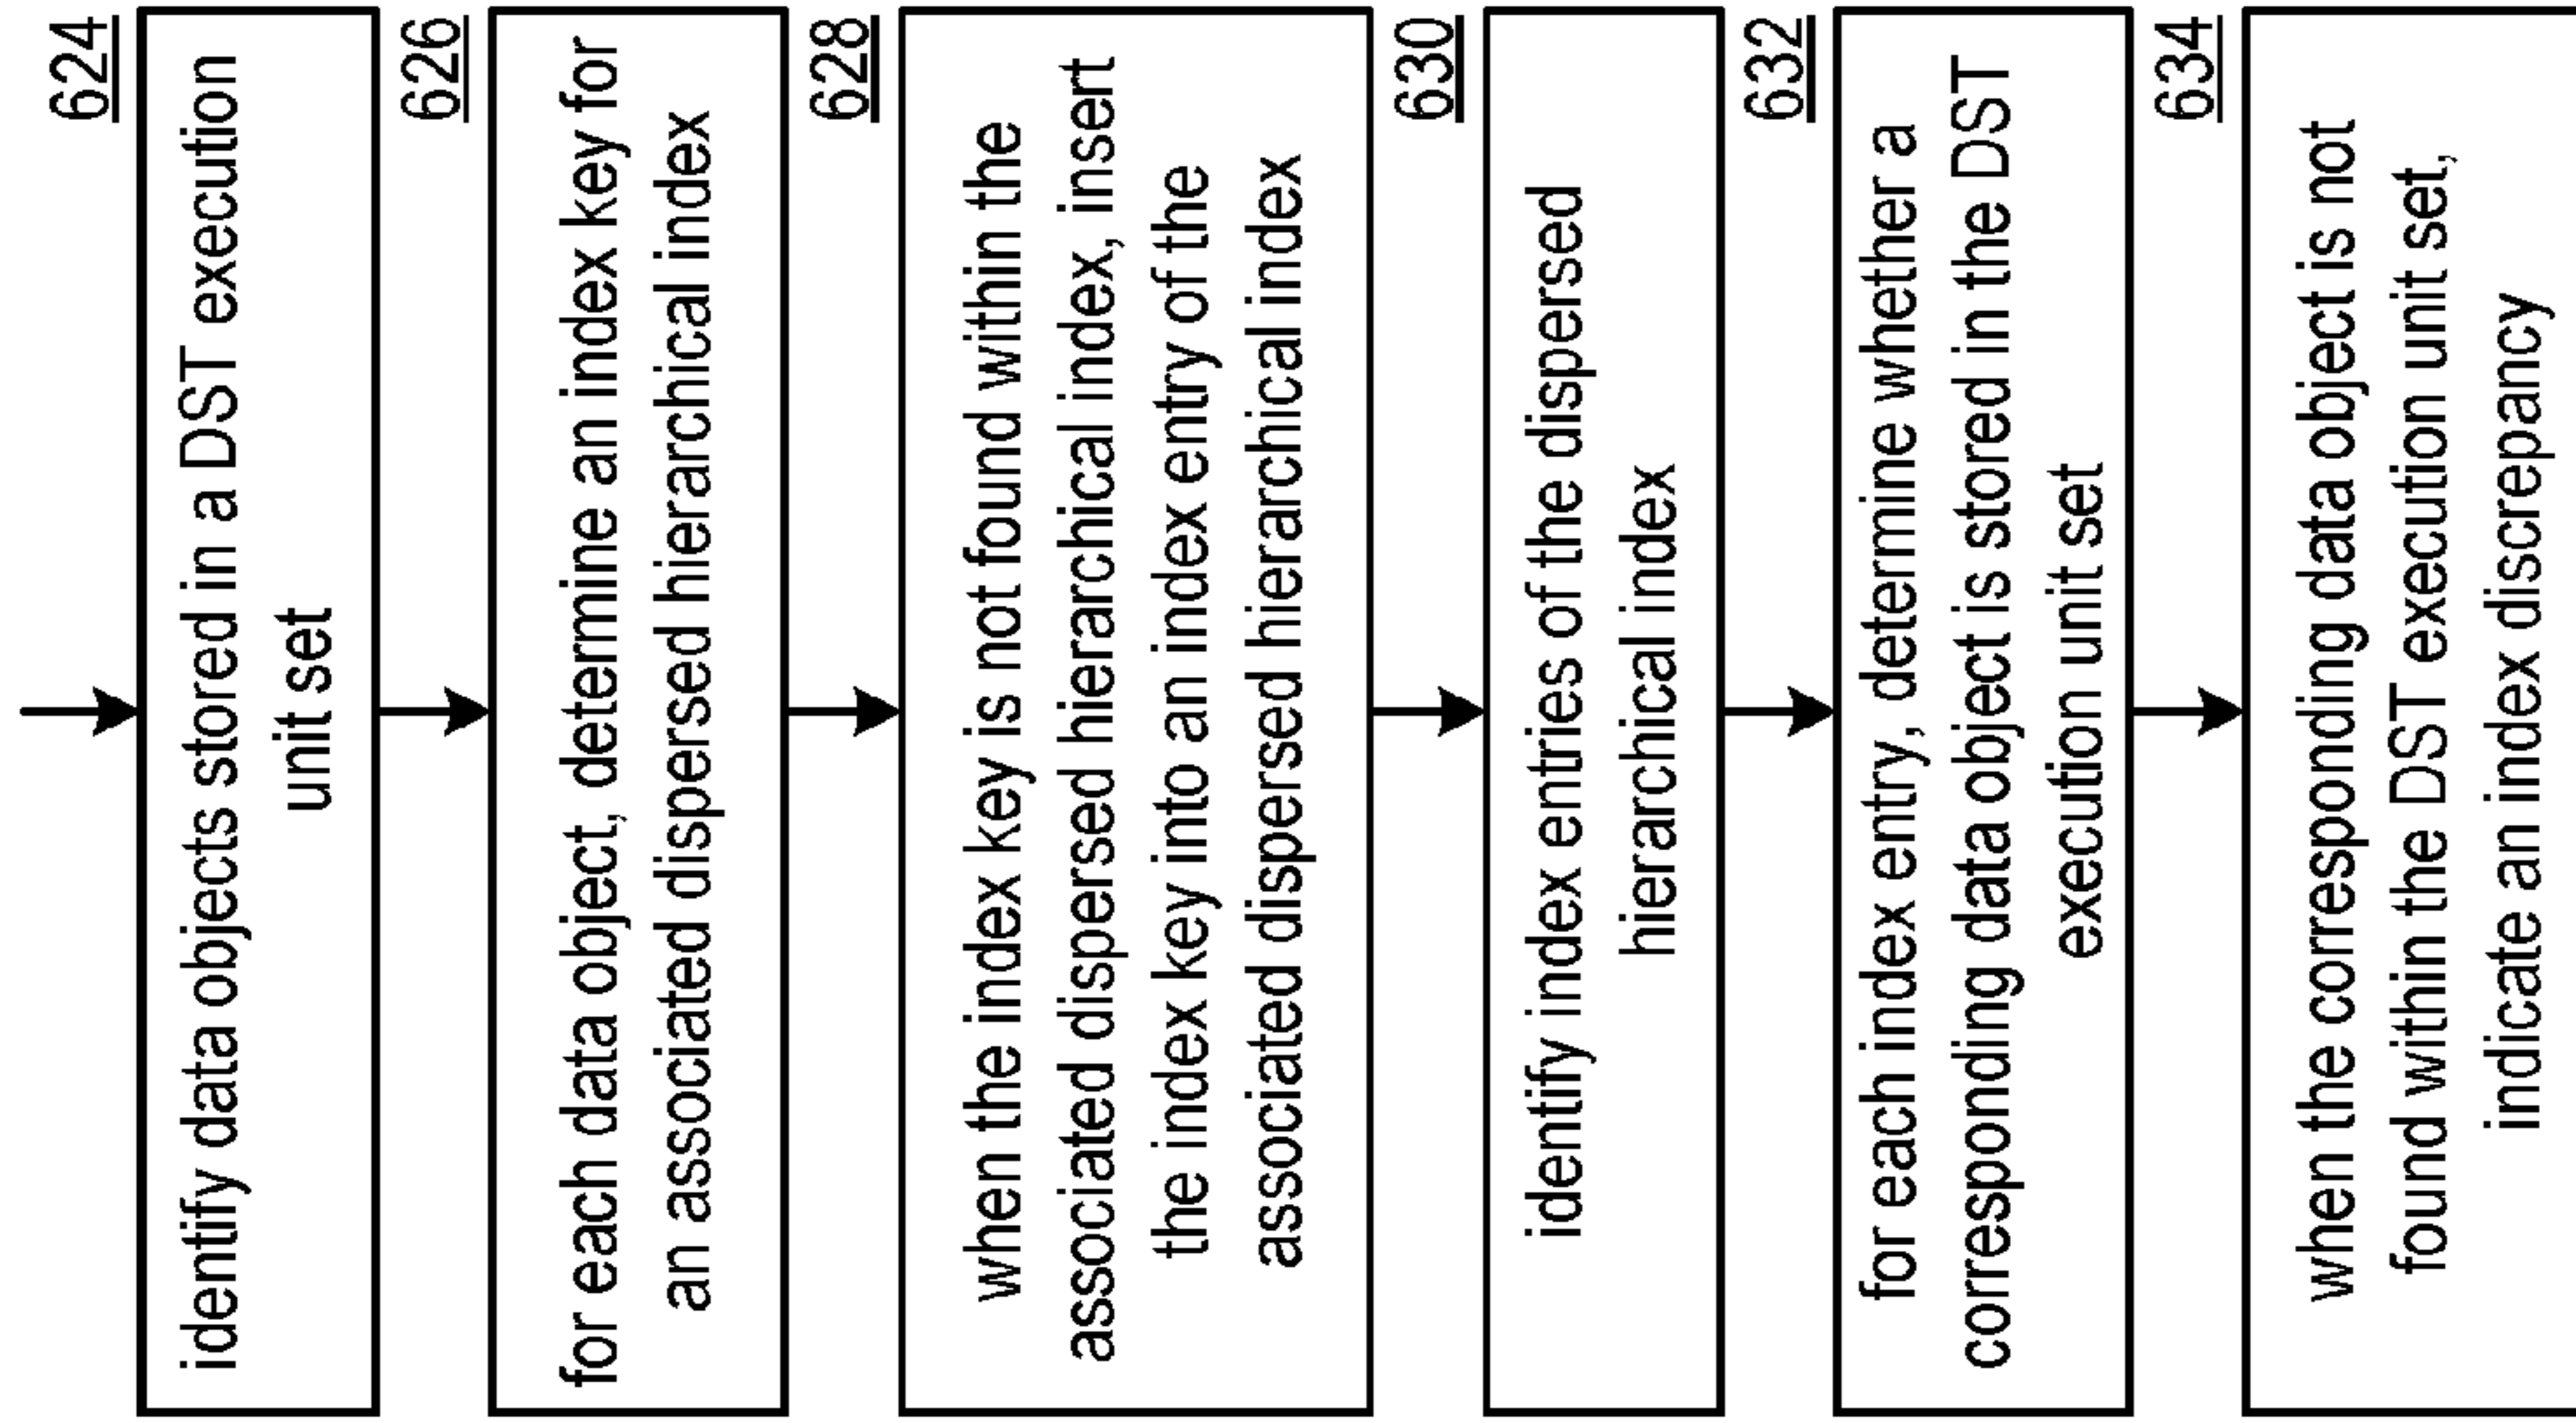 624
identify data objects stored in a DST execution
unit set
626
for each data object, determine an index key for
an associated dispersed hierarchical index
628
when the index key is not found within the
associated dispersed hierarchical index, insert
the index key into an index entry of the
associated dispersed hierarchical index
630
identify index entries of the dispersed
hierarchical index
632
for each index entry, determine whether a
corresponding data object is stored in the DST
execution unit set
634
when the corresponding data object is not
found within the DST execution unit set,
indicate an index discrepancy